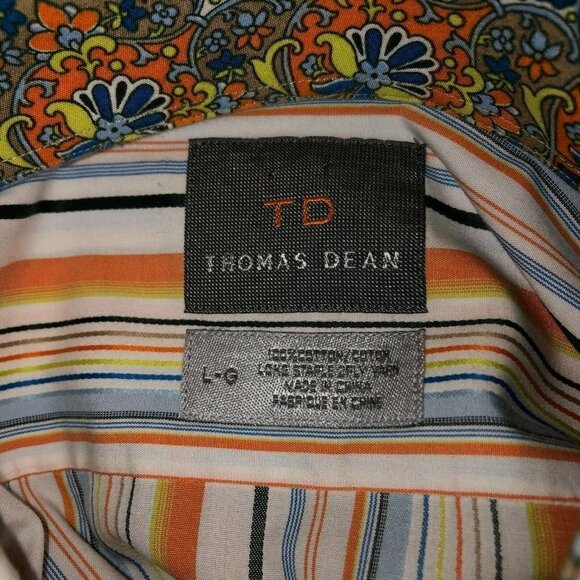 TD
THOMAS DEAN
L-G
100% COTTON/COTON
LONG STAPLE 2PLY YARN
MADE IN CHINA
FABRIQUE EN CHINE